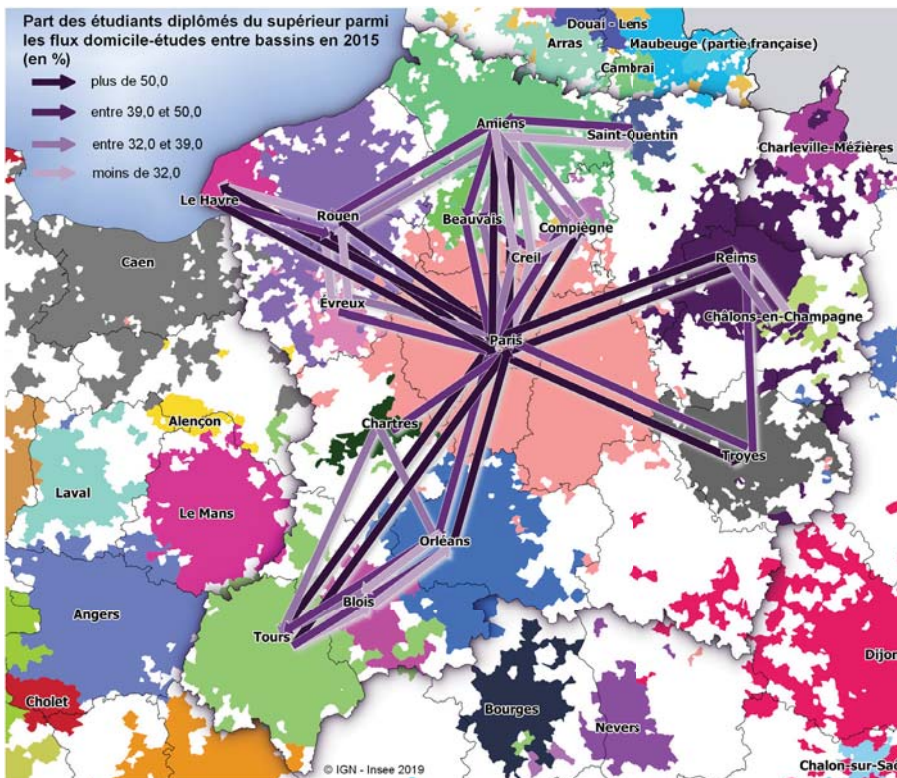 Part des étudiants diplômés du supérieur parmi
les flux domicile-études entre bassins en 2015
(en %)
plus de 50,0
entre 39,0 et 50,0
entre 32,0 et 39,0
moins de 32,0
Douai - Lens
Arras
Maubeuge (partie française)
Cambrai
Amiens
Saint-Quentin
Charleville-Mézières
Le Havre
Rouen
Beauvais
Compiègne
Caen
Creil
Reims
Évreux
Châlons-en-Champagne
Paris
Alençon
Chartres
Troyes
Laval
Le Mans
Orléans
Angers
Blois
Tours
Dijon
Cholet
Bourges
Nevers
© IGN - Insee 2019
Chalon-sur-Sa